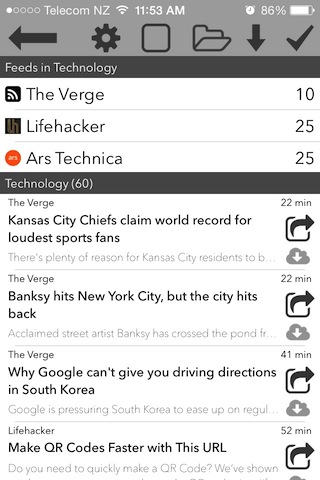 Telecom NZ 11:53 AM 86%
Feeds in Technology
The Verge 10
Lifehacker 25
ars Ars Technica 25
Technology (60)
The Verge 22 min
Kansas City Chiefs claim world record for
loudest sports fans
There's plenty of reason for Kansas City residents to b...
The Verge 22 min
Banksy hits New York City, but the city hits
back
Acclaimed street artist Banksy has crossed the pond fr...
The Verge 41 min
Why Google can't give you driving directions
in South Korea
Google is pressuring South Korea to ease up on regul...
Lifehacker 52 min
Make QR Codes Faster with This URL
Do you need to quickly make a QR Code? We've shown